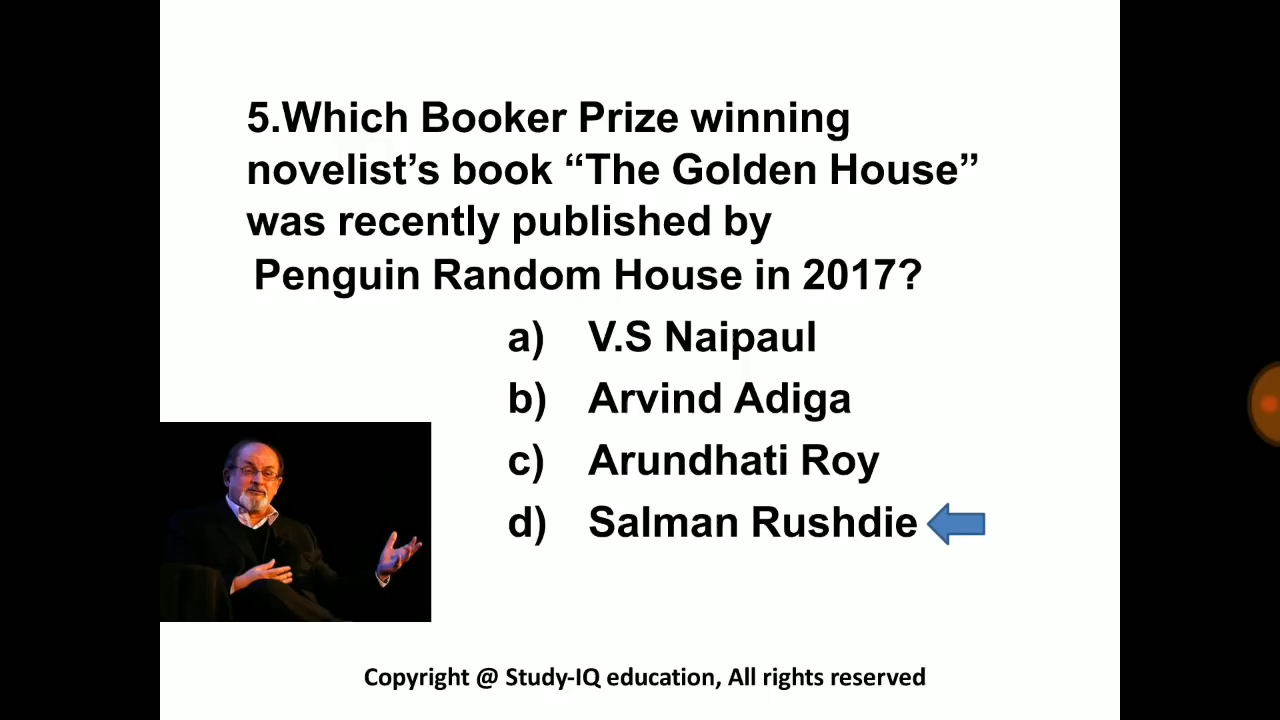 5.Which Booker Prize winning
novelist’s book “The Golden House”
was recently published by
Penguin Random House in 2017?
a) V.S Naipaul
b) Arvind Adiga
c) Arundhati Roy
d) Salman Rushdie
Copyright @ Study-IQ education, All rights reserved